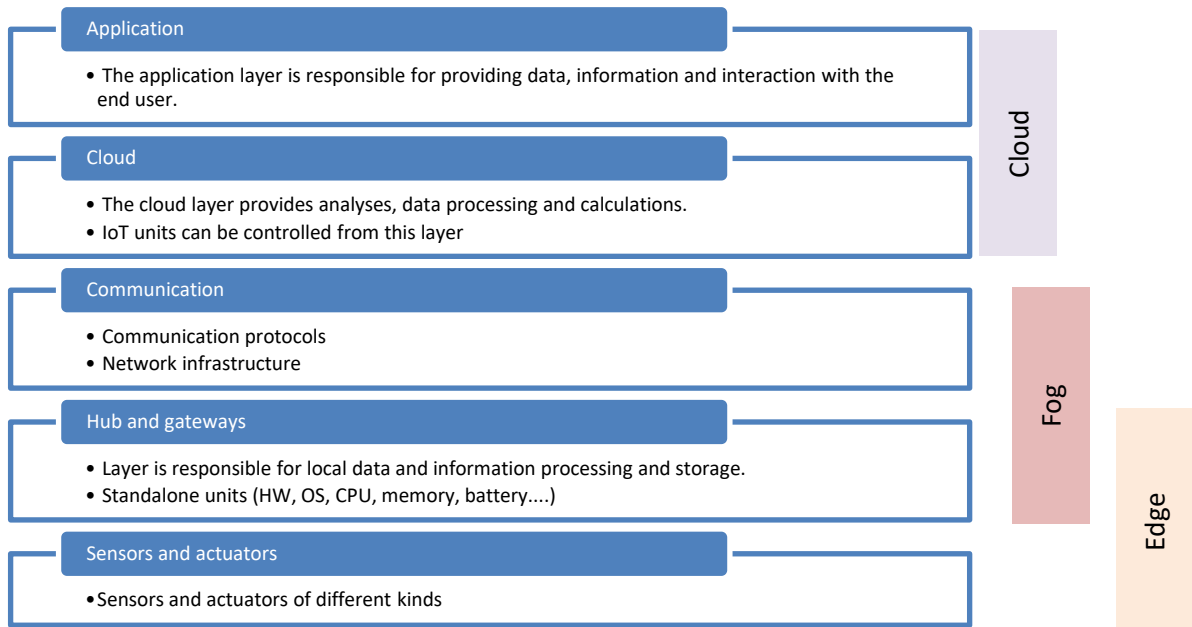 Application
• The application layer is responsible for providing data, information and interaction with the
end user.
Cloud
• The cloud layer provides analyses, data processing and calculations.
• IoT units can be controlled from this layer
Communication
• Communication protocols
• Network infrastructure
Hub and gateways
• Layer is responsible for local data and information processing and storage.
• Standalone units (HW, OS, CPU, memory, battery....)
Sensors and actuators
•Sensors and actuators of different kinds
Cloud
Fog
Edge